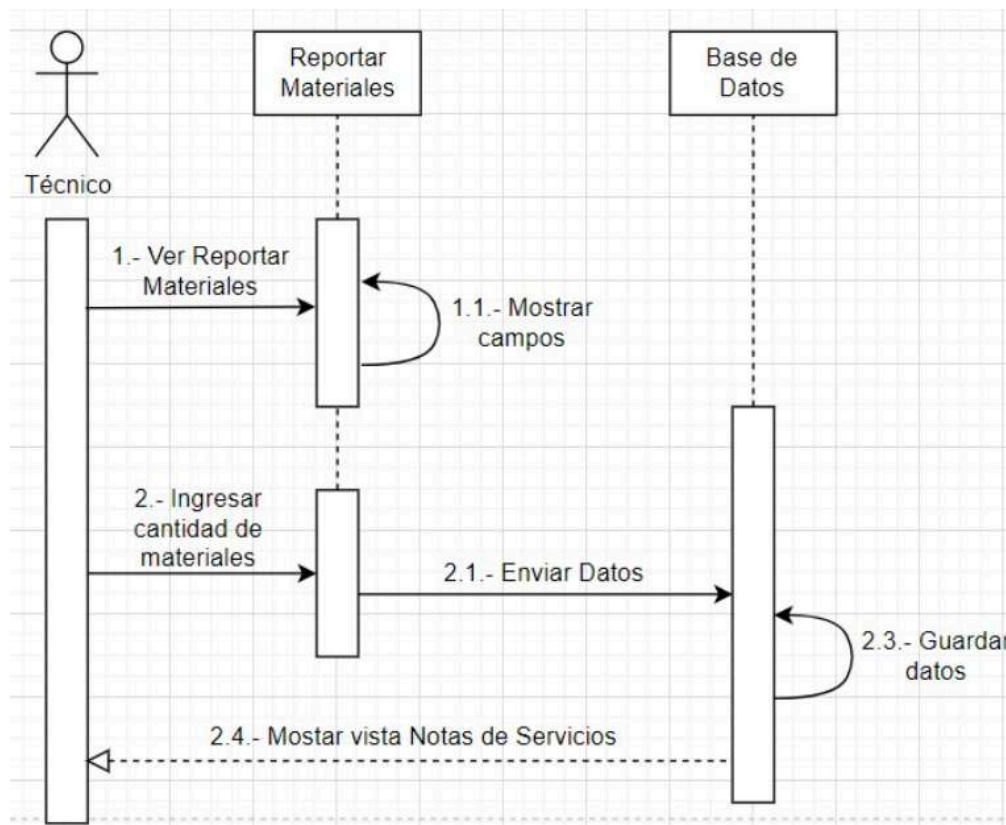 Reportar
Materiales
Base de
Datos
Técnico
1.- Ver Reportar
Materiales
1.1.- Mostrar
campos
2.- Ingresar
cantidad de
materiales
2.1.- Enviar Datos
2.3.- Guardar
datos
2.4.- Mostar vista Notas de Servicios